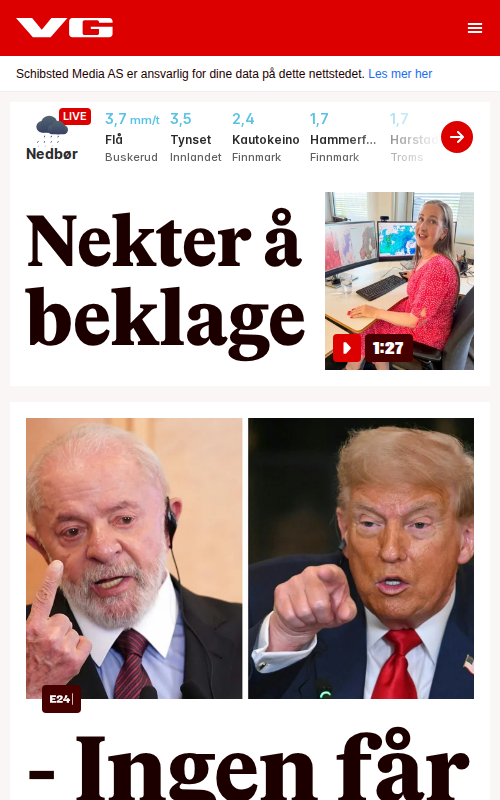 VG
Schibsted Media AS er ansvarlig for dine data på dette nettstedet. Les mer her
LIVE
Nedbør
3,7 mm/t
Flå
Buskerud
3,5
Tynset
Innlandet
2,4
Kautokeino
Finnmark
1,7
Hammerf...
Finnmark
1,7
Harstad
Troms
Nekter å
beklage
1:27
E24
- Ingen får